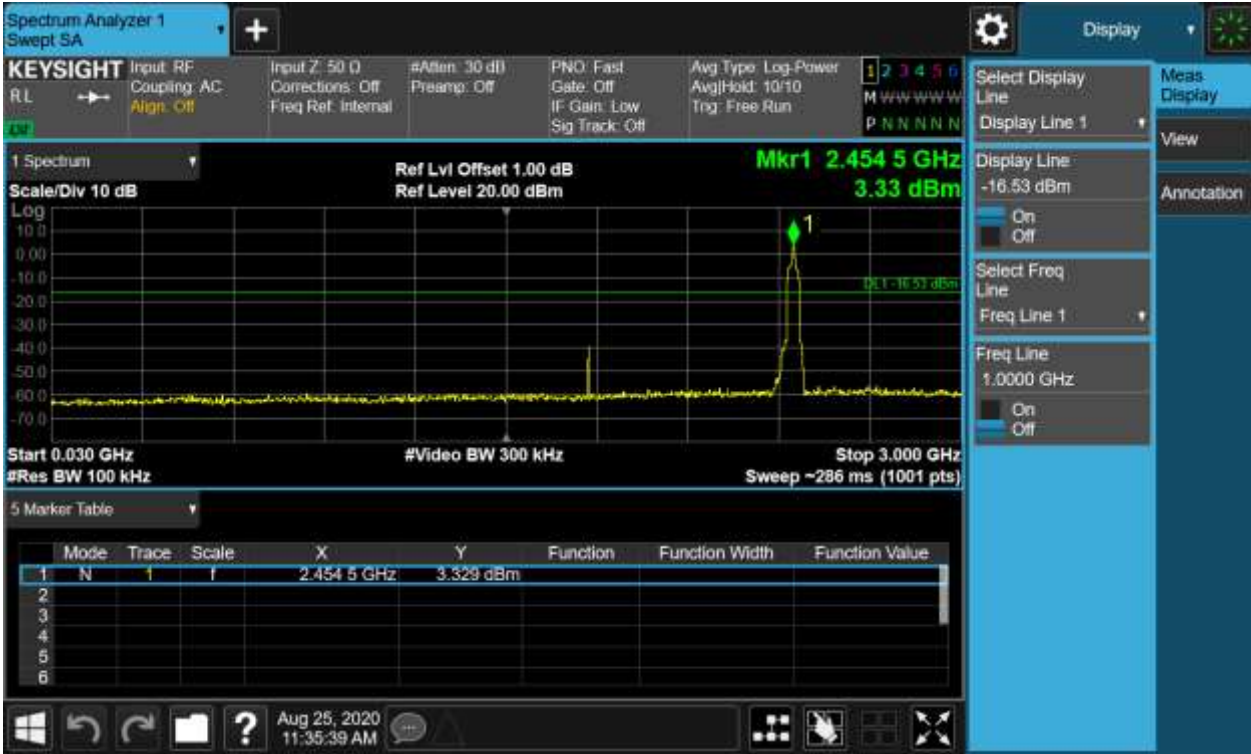 Spectrum Analyzer 1
Swept SA
+
Display
KEYSIGHT
RL
Input: RF
Coupling: AC
Align: Off
Input Z: 50 Ω
Corrections: Off
Freq Ref: Internal
#Atten: 30 dB
Preamp: Off
PNO: Fast
Gate: Off
IF Gain: Low
Sig Track: Off
Avg Type: Log-Power
Avg|Hold: 10/10
Trig: Free Run
1 2 3 4 5 6
M W W W W W
P N N N N N
1 Spectrum
Scale/Div 10 dB
Ref Lvl Offset 1.00 dB
Ref Level 20.00 dBm
Mkr1 2.454 5 GHz
3.33 dBm
Log
10.0
0.00
-10.0
-20.0
-30.0
-40.0
-50.0
-60.0
-70.0
1
DL1 -16.53 dBm
Start 0.030 GHz
#Res BW 100 kHz
#Video BW 300 kHz
Stop 3.000 GHz
Sweep ~286 ms (1001 pts)
5 Marker Table
Mode Trace Scale X Y Function Function Width Function Value
1 N 1 f 2.454 5 GHz 3.329 dBm
2
3
4
5
6
Select Display
Line
Display Line 1
Display Line
-16.53 dBm
On
Off
Select Freq
Line
Freq Line 1
Freq Line
1.0000 GHz
On
Off
Meas
Display
View
Annotation
?
Aug 25, 2020
11:35:39 AM